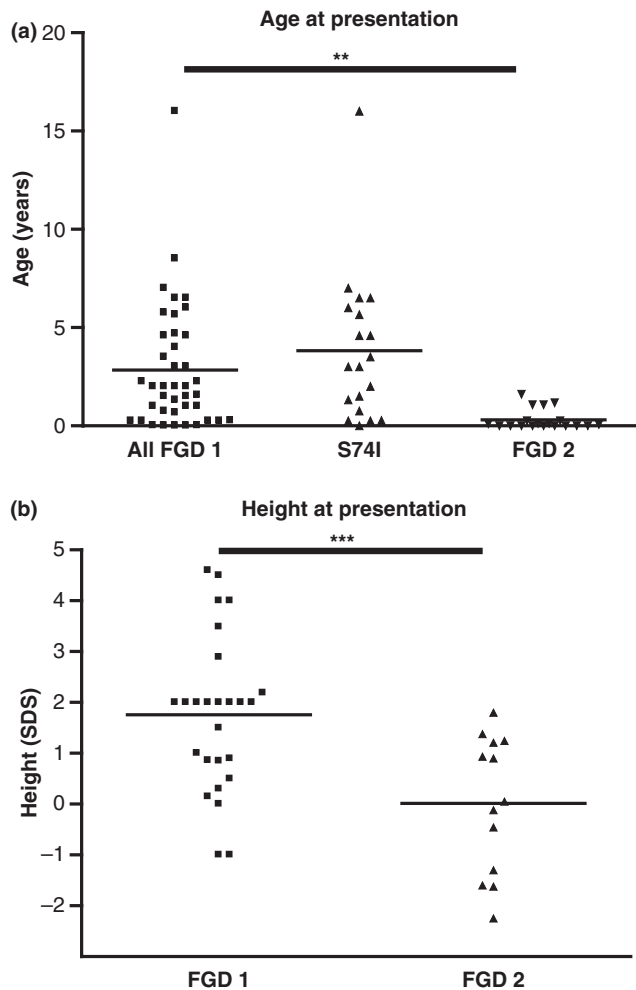 (a) Age at presentation
20
**
15
10
5
0
Age (years)
All FGD 1 S74I FGD 2
(b) Height at presentation
5
***
4
3
2
1
0
–1
–2
Height (SDS)
FGD 1 FGD 2